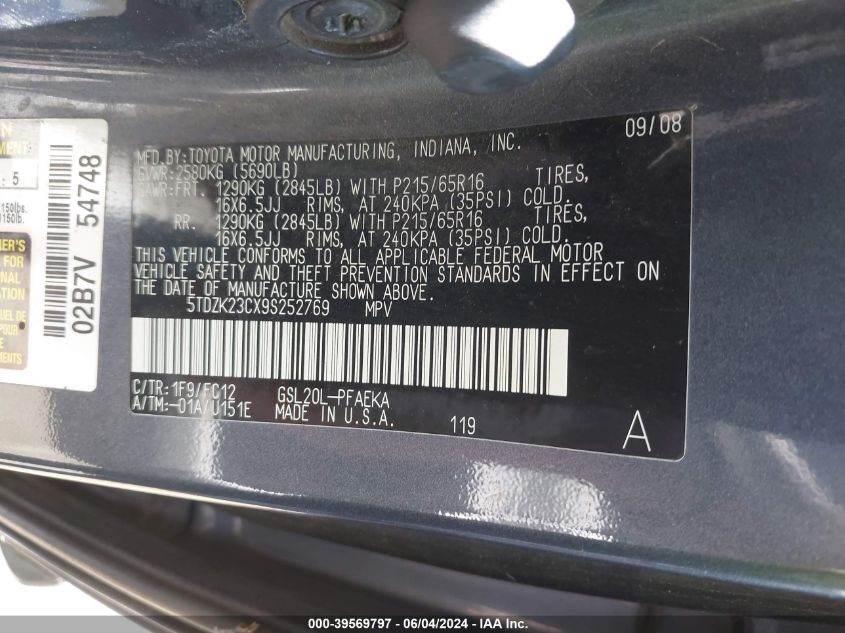 09/08
MFD.BY:TOYOTA MOTOR MANUFACTURING, INDIANA, INC.
GVWR:2580KG (5690LB)
GAWR:FRT. 1290KG (2845LB) WITH P215/65R16 TIRES,
16X6.5JJ RIMS, AT 240KPA (35PSI) COLD.
RR. 1290KG (2845LB) WITH P215/65R16 TIRES,
16X6.5JJ RIMS, AT 240KPA (35PSI) COLD.
THIS VEHICLE CONFORMS TO ALL APPLICABLE FEDERAL MOTOR
VEHICLE SAFETY AND THEFT PREVENTION STANDARDS IN EFFECT ON
THE DATE OF MANUFACTURE SHOWN ABOVE.
5TDZK23CX9S252769 MPV
C/TR:1F9/FC12 GSL20L-PFAEKA
A/TM:-01A/U151E MADE IN U.S.A.
119
A
02B7V 54748
: 5
150lbs.
150lb.
FOR
000-39569797 - 06/04/2024 - IAA Inc.